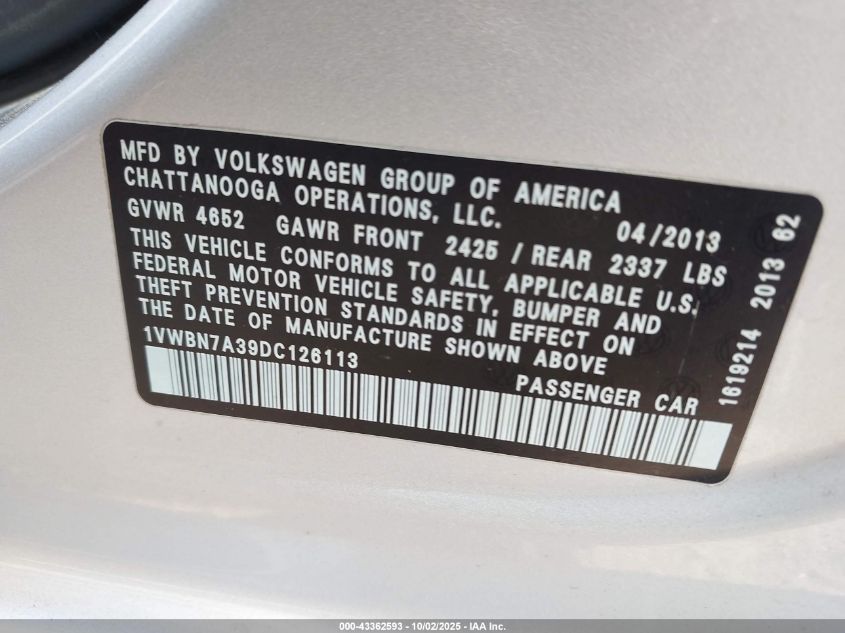 MFD BY VOLKSWAGEN GROUP OF AMERICA
CHATTANOOGA OPERATIONS, LLC.
04/2013
GVWR 4652 GAWR FRONT 2425 / REAR 2337 LBS
THIS VEHICLE CONFORMS TO ALL APPLICABLE U.S.
FEDERAL MOTOR VEHICLE SAFETY, BUMPER AND
THEFT PREVENTION STANDARDS IN EFFECT ON
THE DATE OF MANUFACTURE SHOWN ABOVE
1VWBN7A39DC126113
PASSENGER CAR
1619214 2013 62
000-43362593 - 10/02/2025 - IAA Inc.